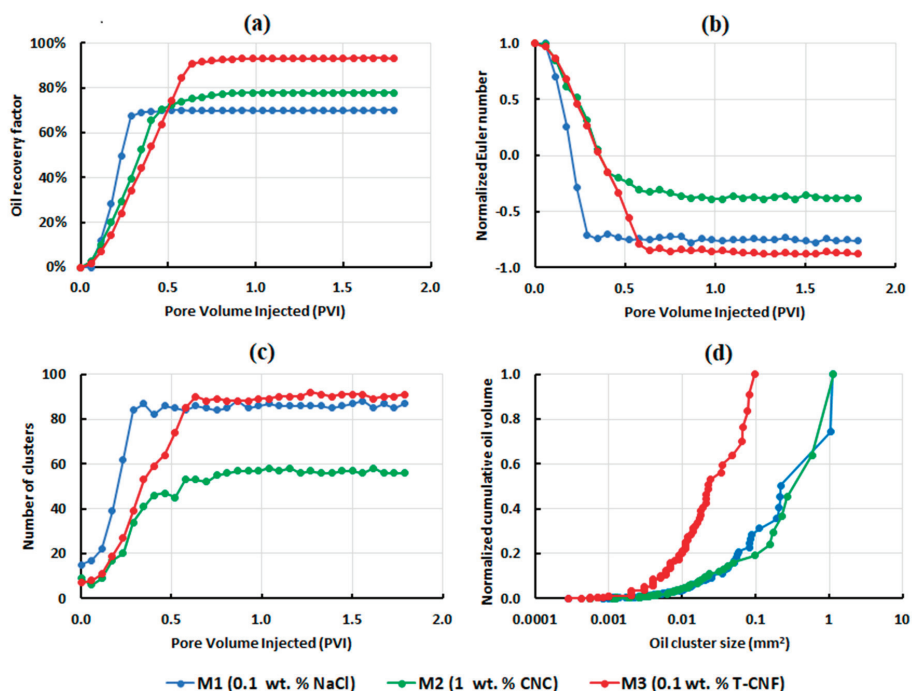 (a)
100%
80%
60%
40%
20%
0%
Oil recovery factor
0.0 0.5 1.0 1.5 2.0
Pore Volume Injected (PVI)
(b)
1.0
0.5
0.0
-0.5
-1.0
Normalized Euler number
0.0 0.5 1.0 1.5 2.0
Pore Volume Injected (PVI)
(c)
100
80
60
40
20
0
Number of clusters
0.0 0.5 1.0 1.5 2.0
Pore Volume Injected (PVI)
(d)
1.0
0.8
0.6
0.4
0.2
0.0
Normalized cumulative oil volume
0.0001 0.001 0.01 0.1 1 10
Oil cluster size (mm²)
M1 (0.1 wt. % NaCl) M2 (1 wt. % CNC) M3 (0.1 wt. % T-CNF)